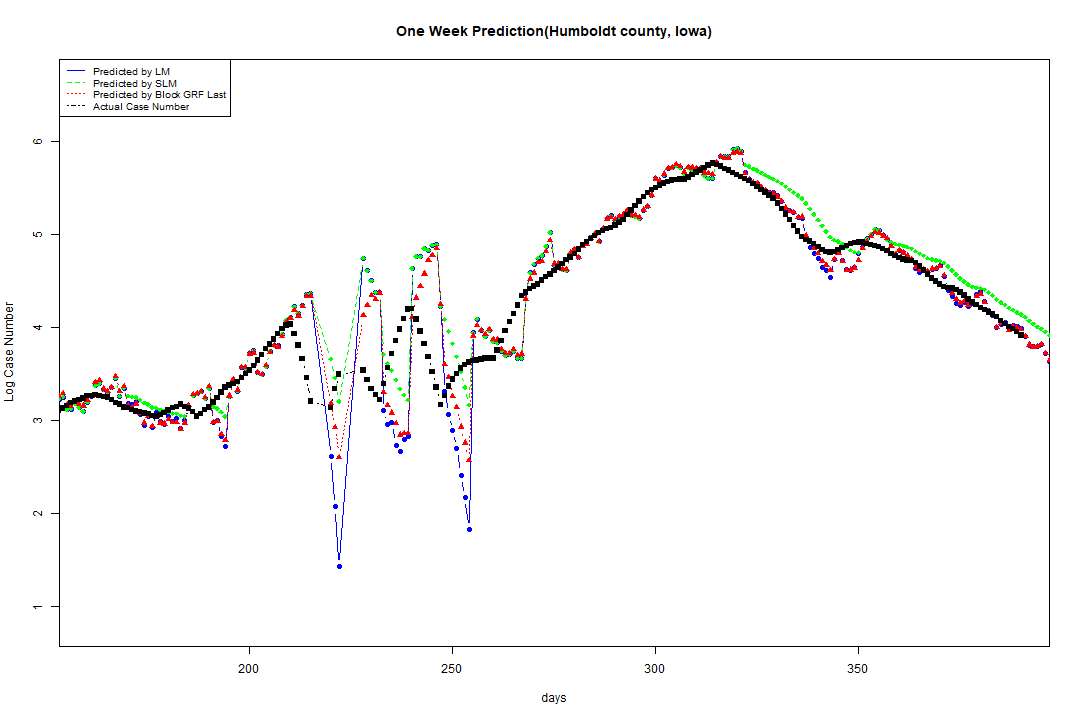 One Week Prediction(Humboldt county, Iowa)
Predicted by LM
Predicted by SLM
Predicted by Block GRF Last
Actual Case Number
6
5
4
3
2
1
Log Case Number
200 250 300 350
days